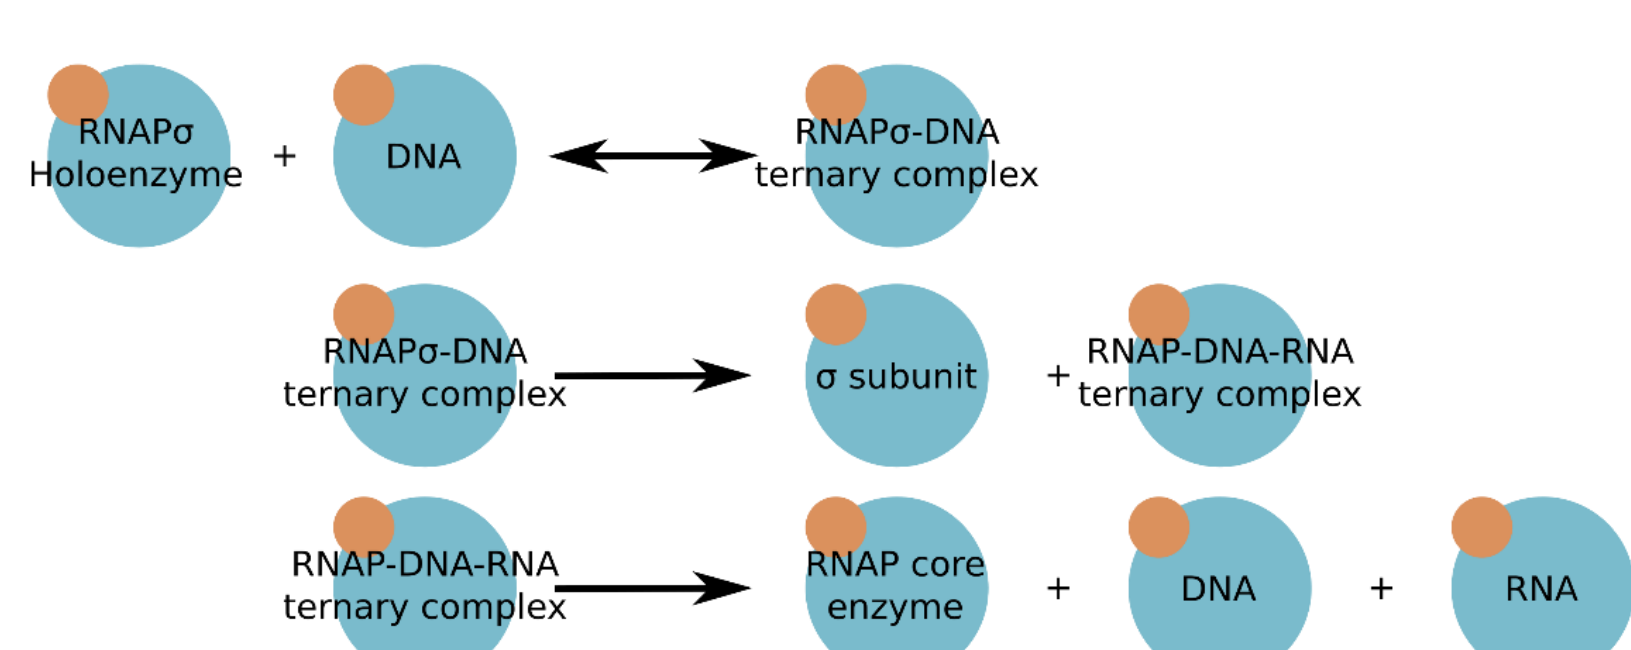 RNAPσ
Holoenzyme
+
DNA
RNAPσ-DNA
ternary complex
RNAPσ-DNA
ternary complex
σ subunit
+
RNAP-DNA-RNA
ternary complex
RNAP-DNA-RNA
ternary complex
RNAP core
enzyme
+
DNA
+
RNA